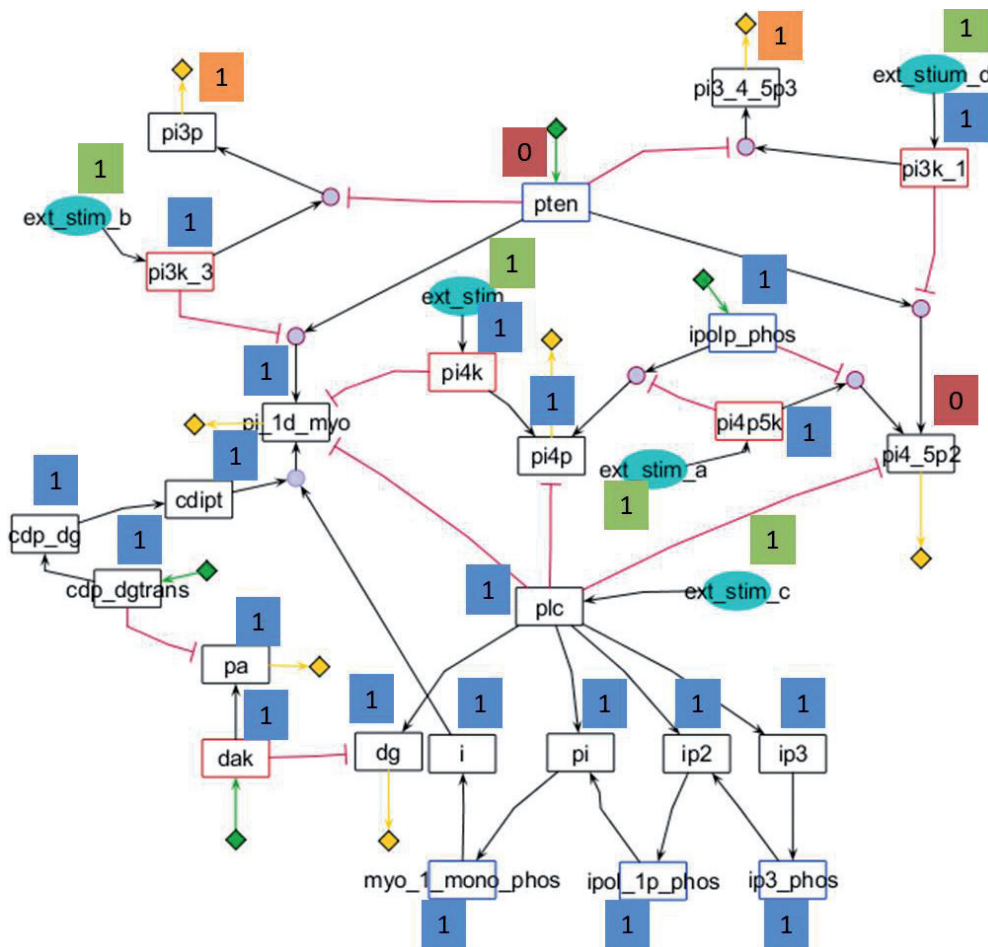 1
1
1
ext_stium_d
pi3_4_5p3
1
pi3p
0
1
pi3k_1
1
pten
ext_stim_b
1
pi3k_3
1
1
ext_stim
1
ipolp_phos
1
pi4k
1
0
pi_1d_myo
pi4p5k
1
1
pi4p
pi4_5p2
ext_stim_a
1
cdipt
1
cdp_dg
1
1
cdp_dgtrans
1
plc
ext_stim_c
1
pa
1
1
1
1
1
1
dak
dg
i
pi
ip2
ip3
myo_1_mono_phos
ipol_1p_phos
ip3_phos
1
1
1